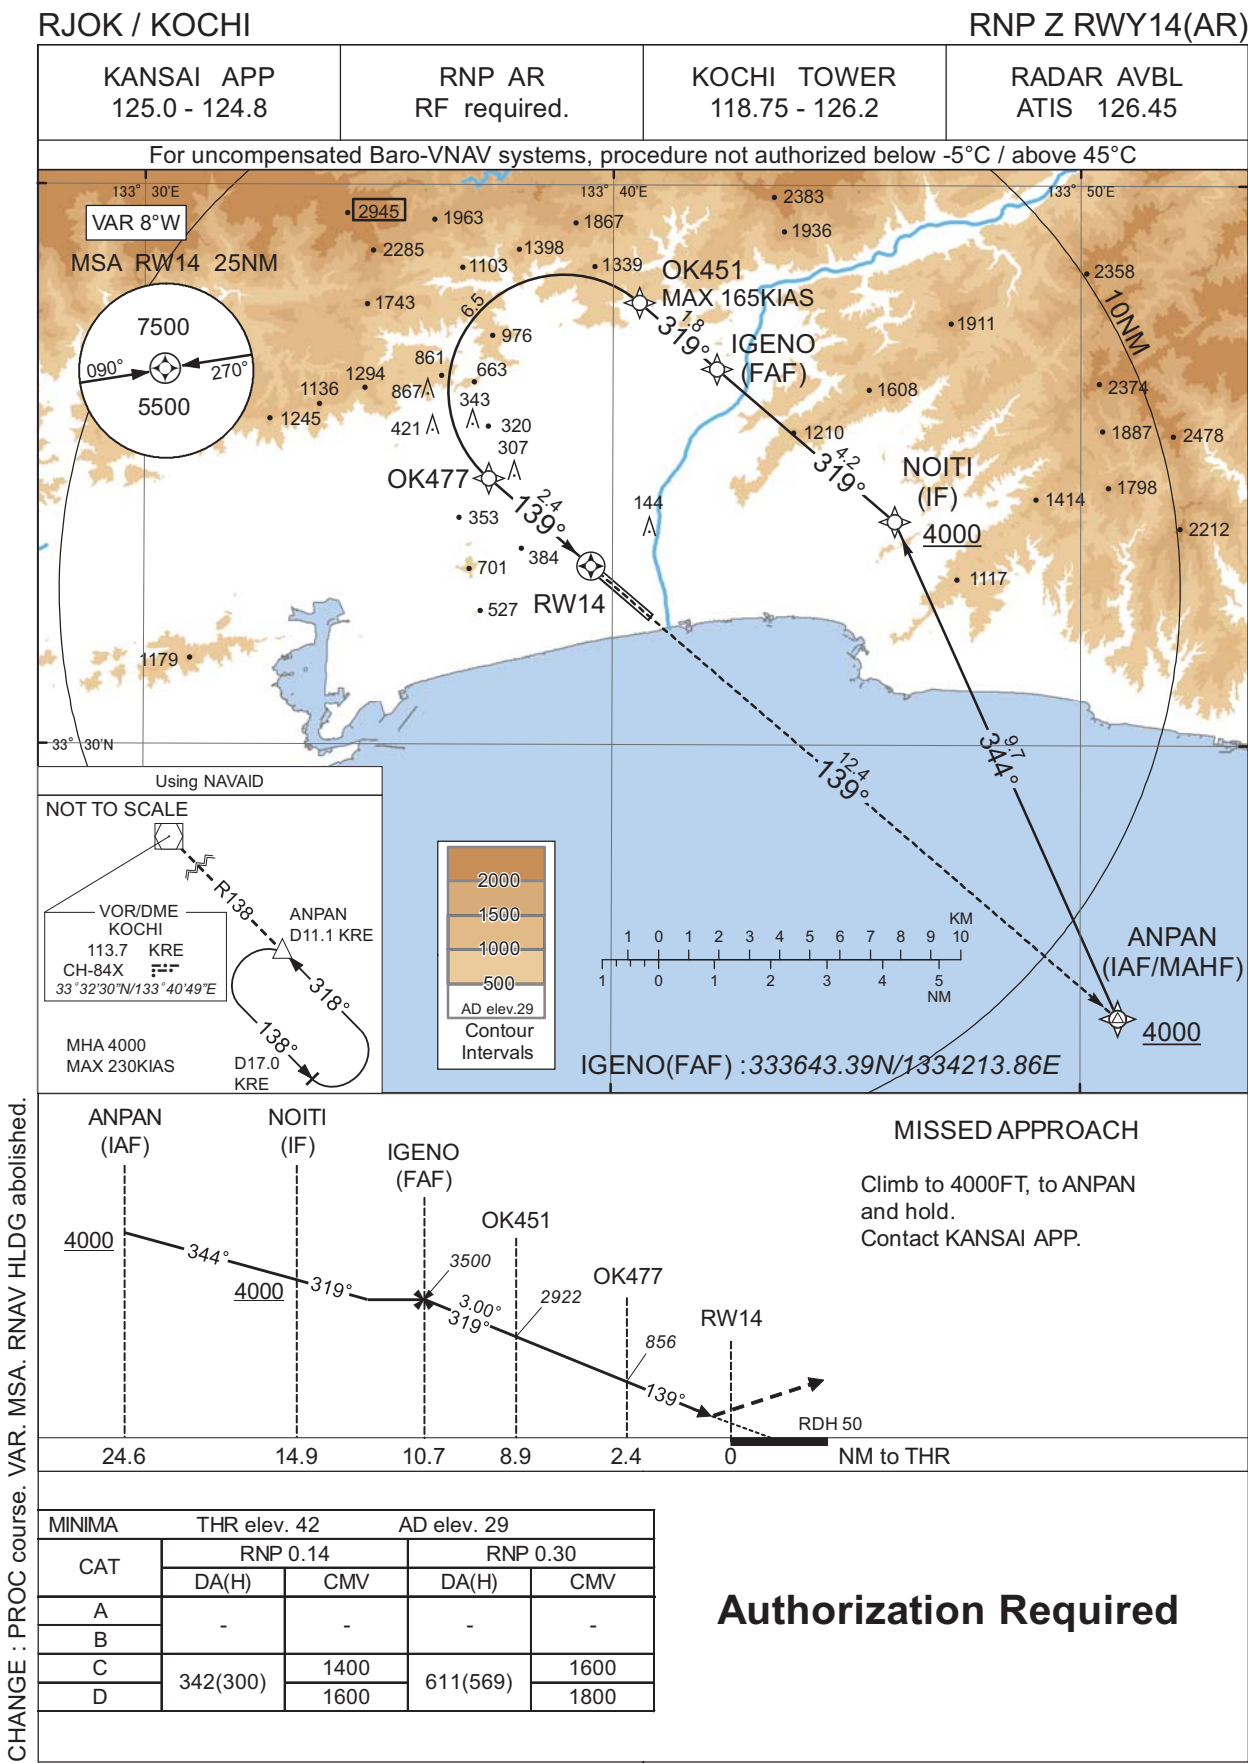 RJOK / KOCHI
RNP Z RWY14(AR)
KANSAI APP
125.0 - 124.8
RNP AR
RF required.
KOCHI TOWER
118.75 - 126.2
RADAR AVBL
ATIS 126.45
For uncompensated Baro-VNAV systems, procedure not authorized below -5°C / above 45°C
133° 30'E
133° 40'E
133° 50'E
VAR 8°W
MSA RW14 25NM
7500
090°
270°
5500
2945
1963
1867
2383
1936
2285
1398
1103
1339
2358
1743
976
1911
10NM
861
663
1294
867
1136
343
1245
421
320
307
1608
2374
1210
1887
2478
1414
1798
2212
144
353
384
701
527
1117
1179
OK451
MAX 165KIAS
6.5
1.8
319°
IGENO
(FAF)
4.2
319°
NOITI
(IF)
4000
OK477
2.4
139°
RW14
33° 30'N
12.4
139°
9.7
344°
ANPAN
(IAF/MAHF)
4000
Using NAVAID
NOT TO SCALE
R138
VOR/DME
KOCHI
113.7 KRE
CH-84X
33°32'30"N/133°40'49"E
ANPAN
D11.1 KRE
318°
138°
D17.0
KRE
MHA 4000
MAX 230KIAS
2000
1500
1000
500
AD elev.29
Contour
Intervals
KM
1 0 1 2 3 4 5 6 7 8 9 10
1 0 1 2 3 4 5
NM
IGENO(FAF) :333643.39N/1334213.86E
ANPAN
(IAF)
NOITI
(IF)
IGENO
(FAF)
OK451
OK477
RW14
4000
344°
4000
319°
3500
3.00°
319°
2922
856
139°
RDH 50
24.6
14.9
10.7
8.9
2.4
0
NM to THR
MISSED APPROACH
Climb to 4000FT, to ANPAN
and hold.
Contact KANSAI APP.
MINIMA THR elev. 42 AD elev. 29
CAT
RNP 0.14
RNP 0.30
DA(H)
CMV
DA(H)
CMV
A
B
- - - -
C
D
342(300)
1400
1600
611(569)
1600
1800
Authorization Required
CHANGE : PROC course. VAR. MSA. RNAV HLDG abolished.